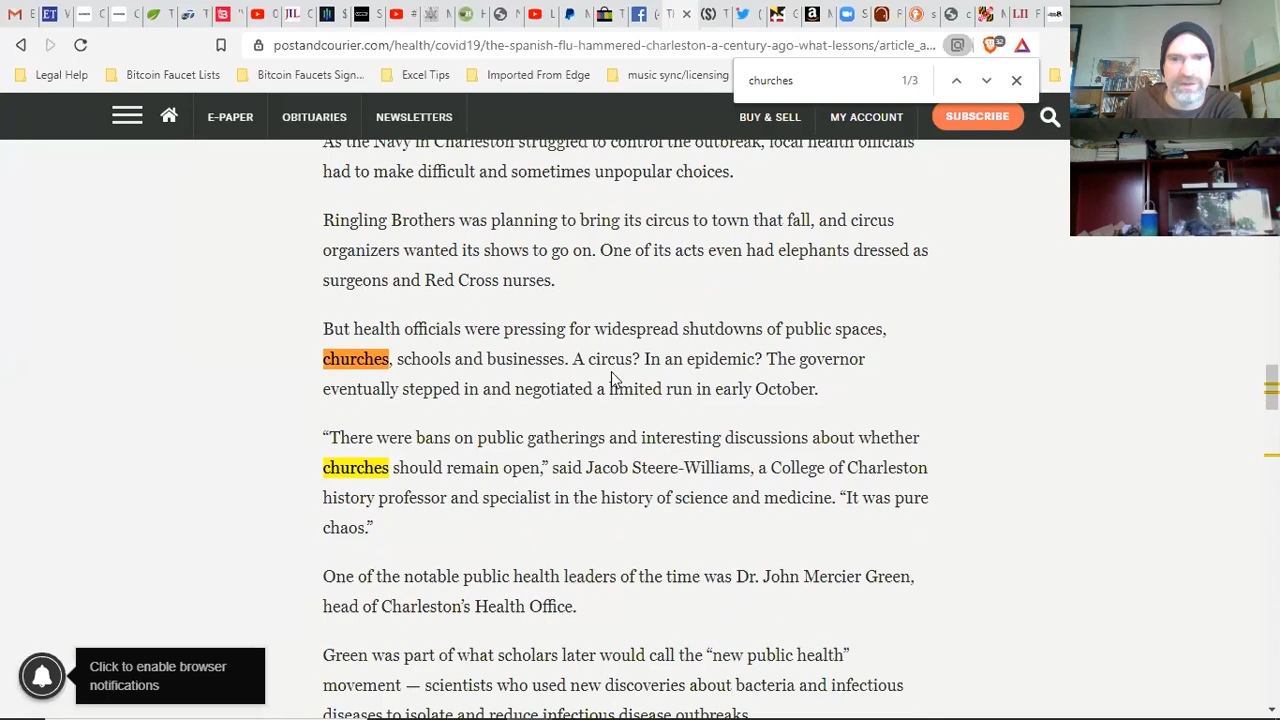 postandcourier.com/health/covid19/the-spanish-flu-hammered-charleston-a-century-ago-what-lessons/article_a...
32
Legal Help
Bitcoin Faucet Lists
Bitcoin Faucets Sign...
Excel Tips
Imported From Edge
music sync/licensing
churches
1/3
E-PAPER
OBITUARIES
NEWSLETTERS
BUY & SELL
MY ACCOUNT
SUBSCRIBE
As the Navy in Charleston struggled to control the outbreak, local health officials
had to make difficult and sometimes unpopular choices.
Ringling Brothers was planning to bring its circus to town that fall, and circus
organizers wanted its shows to go on. One of its acts even had elephants dressed as
surgeons and Red Cross nurses.
But health officials were pressing for widespread shutdowns of public spaces,
churches, schools and businesses. A circus? In an epidemic? The governor
eventually stepped in and negotiated a limited run in early October.
“There were bans on public gatherings and interesting discussions about whether
churches should remain open,” said Jacob Steere-Williams, a College of Charleston
history professor and specialist in the history of science and medicine. “It was pure
chaos.”
One of the notable public health leaders of the time was Dr. John Mercier Green,
head of Charleston’s Health Office.
Green was part of what scholars later would call the “new public health”
movement — scientists who used new discoveries about bacteria and infectious
diseases to isolate and reduce infectious disease outbreaks.
Click to enable browser
notifications